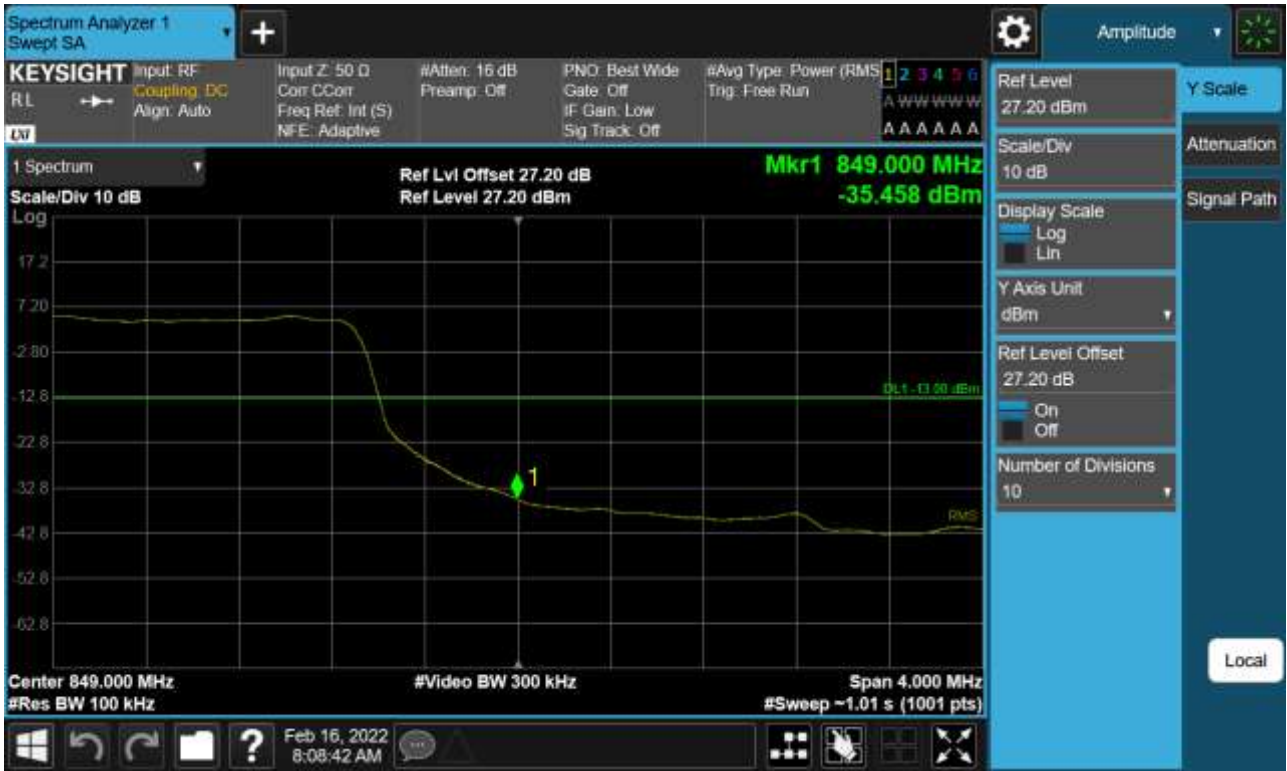 Spectrum Analyzer 1
Swept SA
+
Amplitude
KEYSIGHT
RL
Input: RF
Coupling: DC
Align: Auto
Input Z: 50 Ω
Corr CCorr
Freq Ref: Int (S)
NFE: Adaptive
#Atten: 16 dB
Preamp: Off
PNO: Best Wide
Gate: Off
IF Gain: Low
Sig Track: Off
#Avg Type: Power (RMS
Trig: Free Run
1 2 3 4 5 6
A W W W W W
A A A A A A
LXI
1 Spectrum
Scale/Div 10 dB
Ref Lvl Offset 27.20 dB
Ref Level 27.20 dBm
Mkr1 849.000 MHz
-35.458 dBm
Log
17.2
7.20
-2.80
-12.8
-22.8
-32.8
-42.8
-52.8
-62.8
DL1 -13.00 dBm
1
RMS
Center 849.000 MHz
#Res BW 100 kHz
#Video BW 300 kHz
Span 4.000 MHz
#Sweep ~1.01 s (1001 pts)
Ref Level
27.20 dBm
Scale/Div
10 dB
Display Scale
Log
Lin
Y Axis Unit
dBm
Ref Level Offset
27.20 dB
On
Off
Number of Divisions
10
Y Scale
Attenuation
Signal Path
Local
?
Feb 16, 2022
8:08:42 AM